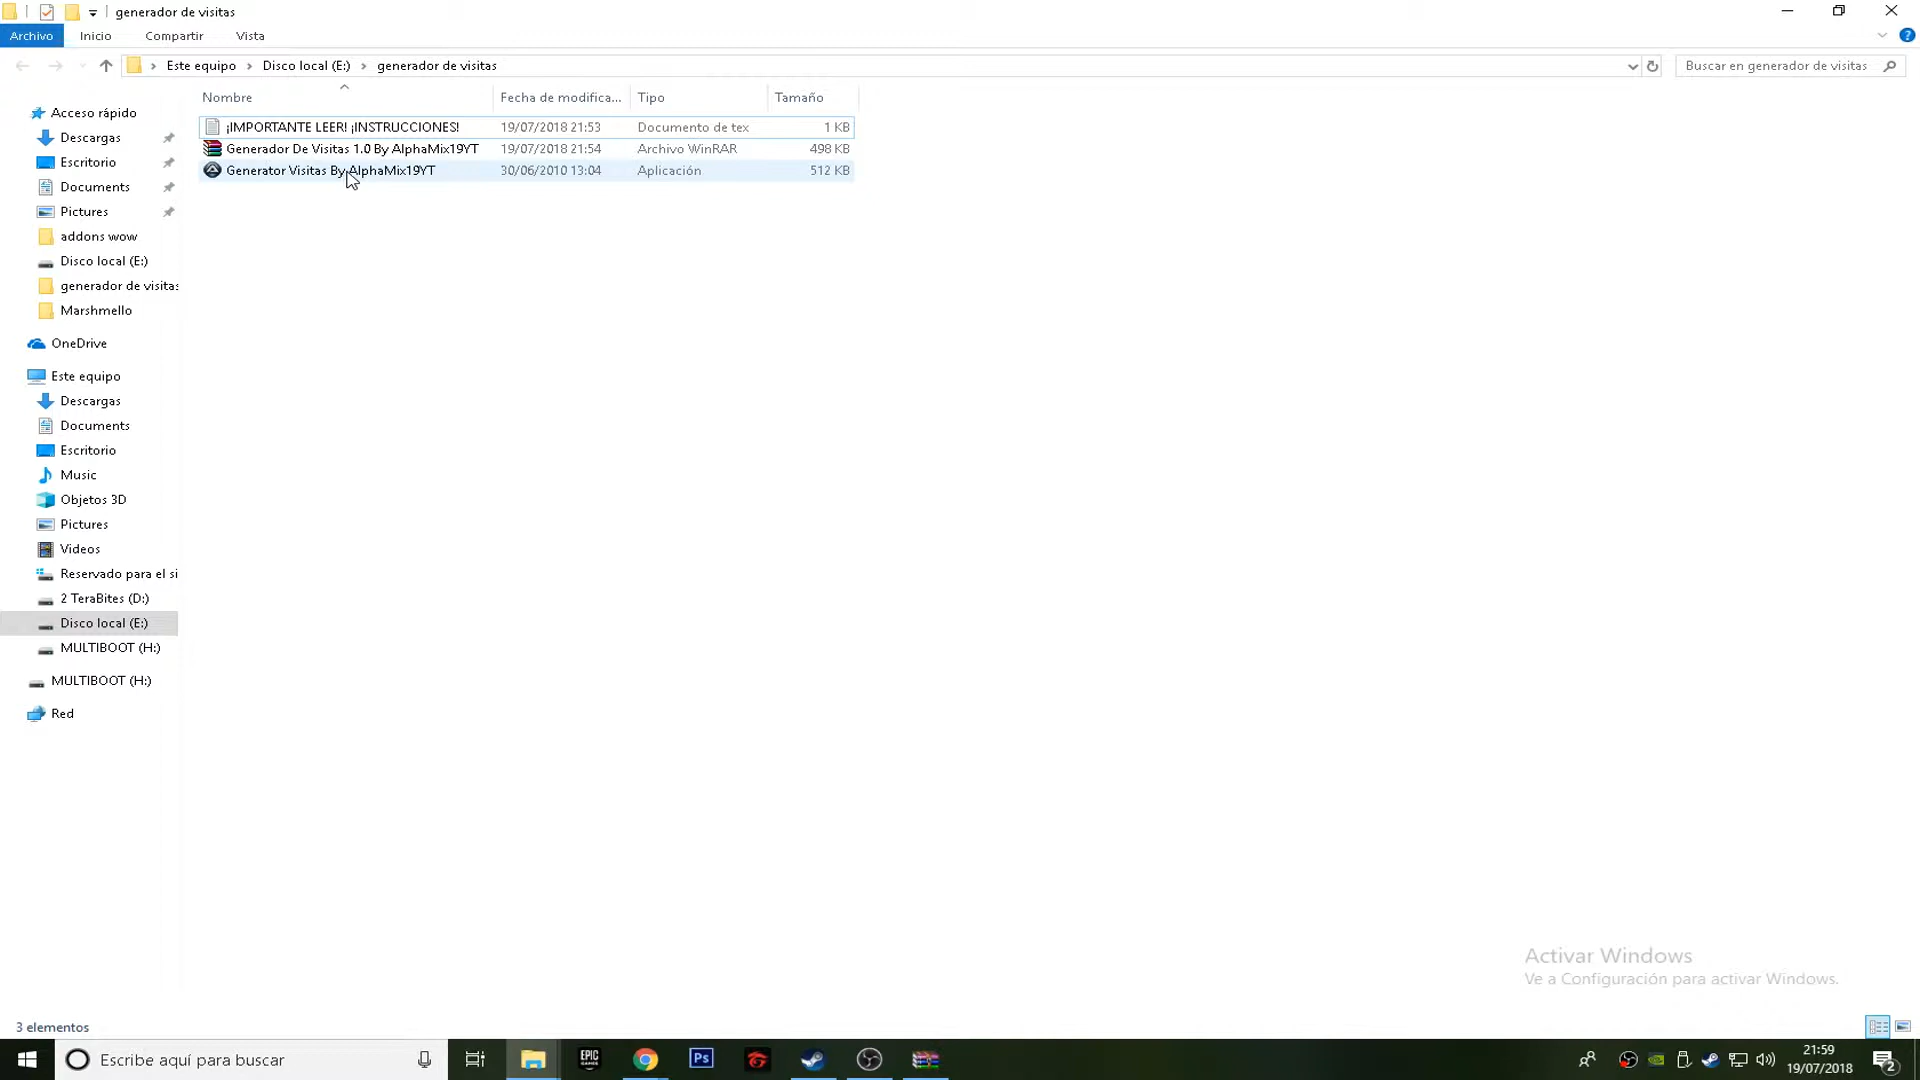 generador de visitas
Archivo Inicio Compartir Vista
Este equipo Disco local (E:) generador de visitas Buscar en generador de visitas
Nombre Fecha de modifica... Tipo Tamaño
¡IMPORTANTE LEER! ¡INSTRUCCIONES! 19/07/2018 21:53 Documento de tex 1 KB
Generador De Visitas 1.0 By AlphaMix19YT 19/07/2018 21:54 Archivo WinRAR 498 KB
Generator Visitas By AlphaMix19YT 30/06/2010 13:04 Aplicación 512 KB
Acceso rápido
Descargas
Escritorio
Documents
Pictures
addons wow
Disco local (E:)
generador de visitas
Marshmello
OneDrive
Este equipo
Descargas
Documents
Escritorio
Music
Objetos 3D
Pictures
Videos
Reservado para el si
2 TeraBites (D:)
Disco local (E:)
MULTIBOOT (H:)
MULTIBOOT (H:)
Red
Activar Windows
Ve a Configuración para activar Windows.
3 elementos
Escribe aquí para buscar
EPIC GAMES
Ps
21:59
19/07/2018
2